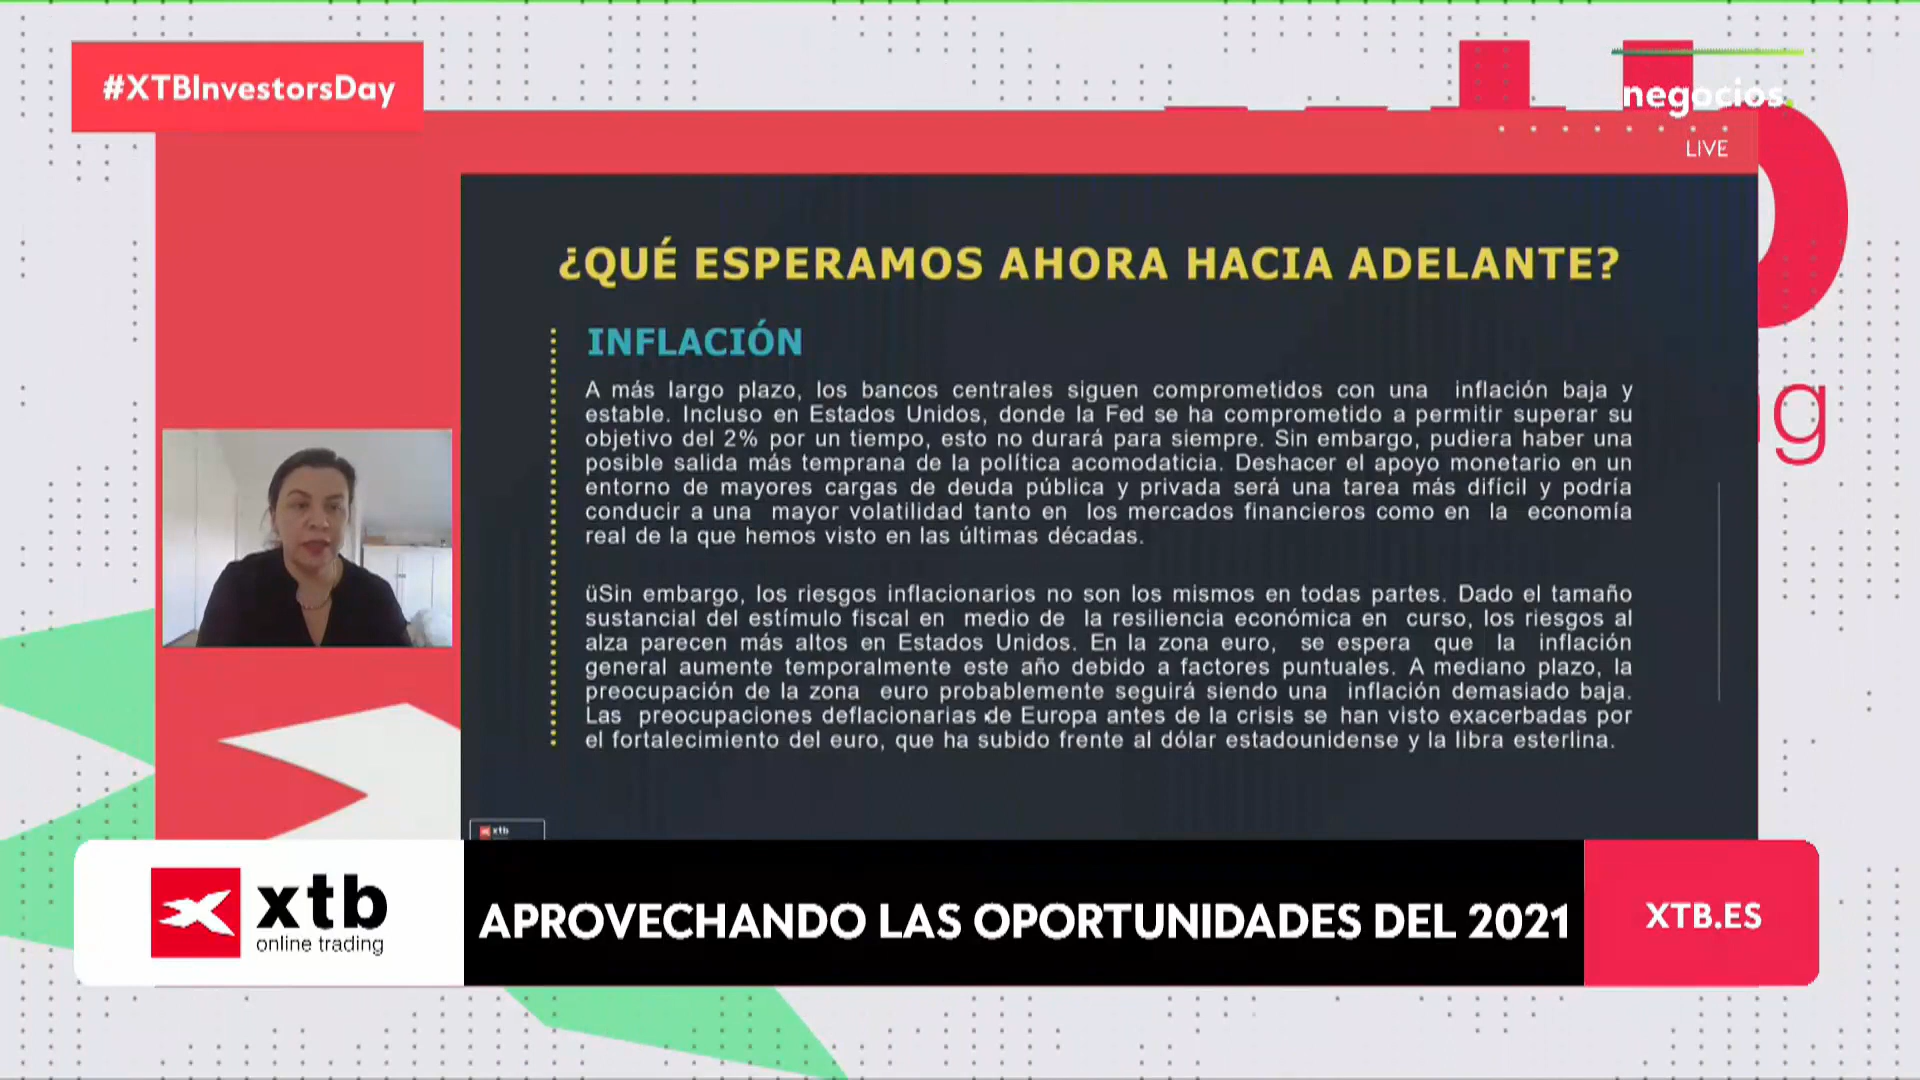 #XTBInvestorsDay
negocios.
LIVE
¿QUÉ ESPERAMOS AHORA HACIA ADELANTE?
INFLACIÓN
A más largo plazo, los bancos centrales siguen comprometidos con una inflación baja y
estable. Incluso en Estados Unidos, donde la Fed se ha comprometido a permitir superar su
objetivo del 2% por un tiempo, esto no durará para siempre. Sin embargo, pudiera haber una
posible salida más temprana de la política acomodaticia. Deshacer el apoyo monetario en un
entorno de mayores cargas de deuda pública y privada será una tarea más difícil y podría
conducir a una mayor volatilidad tanto en los mercados financieros como en la economía
real de la que hemos visto en las últimas décadas.
üSin embargo, los riesgos inflacionarios no son los mismos en todas partes. Dado el tamaño
sustancial del estímulo fiscal en medio de la resiliencia económica en curso, los riesgos al
alza parecen más altos en Estados Unidos. En la zona euro, se espera que la inflación
general aumente temporalmente este año debido a factores puntuales. A mediano plazo, la
preocupación de la zona euro probablemente seguirá siendo una inflación demasiado baja.
Las preocupaciones deflacionarias de Europa antes de la crisis se han visto exacerbadas por
el fortalecimiento del euro, que ha subido frente al dólar estadounidense y la libra esterlina.
xtb
xtb
online trading
APROVECHANDO LAS OPORTUNIDADES DEL 2021
XTB.ES